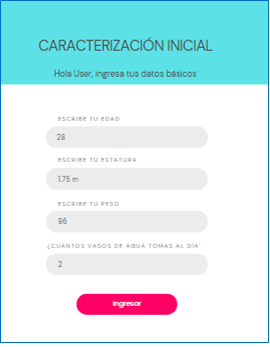 CARACTERIZACIÓN INICIAL
Hola User, ingresa tus datos básicos
ESCRIBE TU EDAD
28
ESCRIBE TU ESTATURA
1.75 m
ESCRIBE TU PESO
86
¿CUANTOS VASOS DE AGUA TOMAS AL DÍA?
2
Ingresar